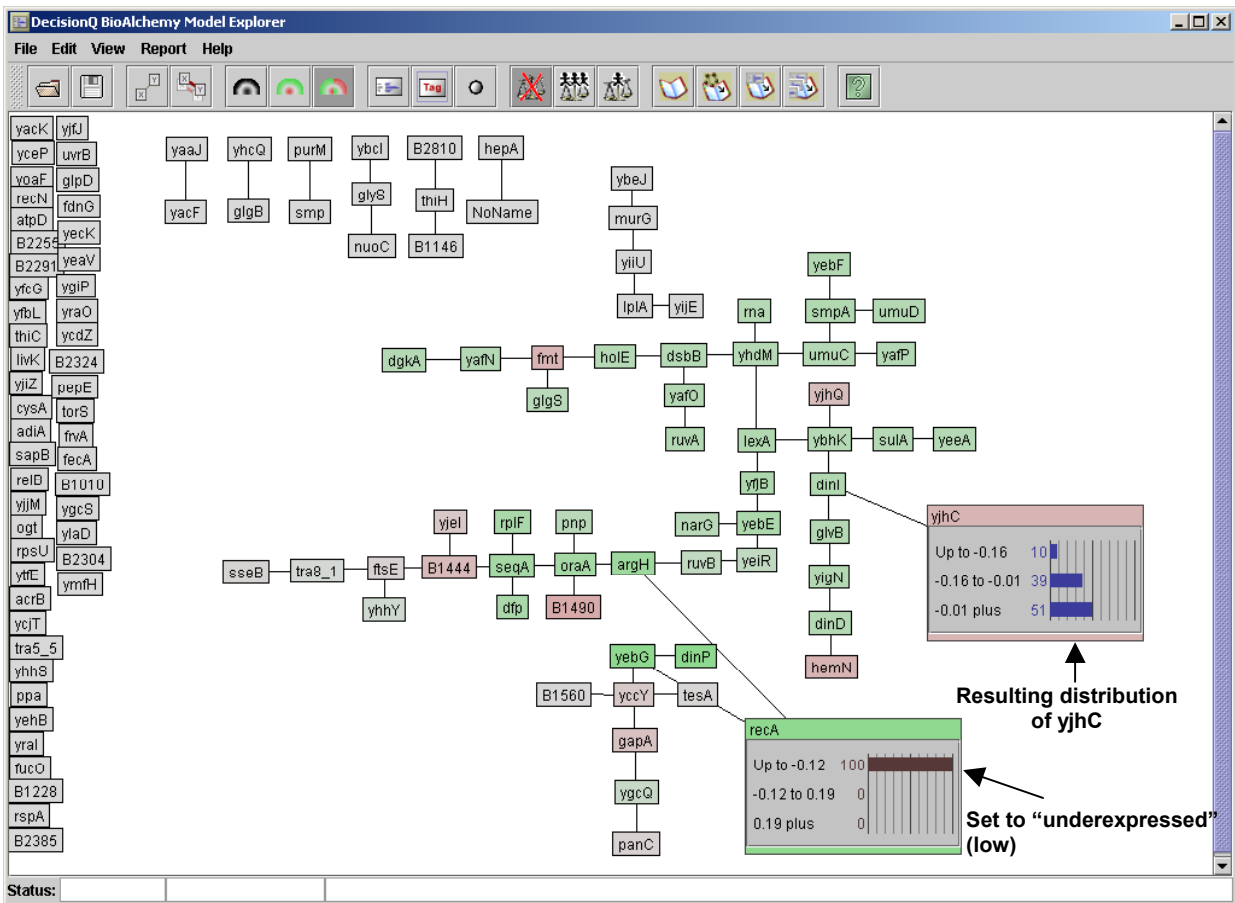 DecisionQ BioAlchemy Model Explorer
File Edit View Report Help
Tag
yacK yjfJ
yceP uvrB
yoaF glpD
recN fdnG
atpD
B2255 yecK
B2291 yeaV
yfcG ygiP
yfbL yraO
thiC ycdZ
livK B2324
yjiZ pepE
cysA torS
adiA frvA
sapB fecA
relB B1010
yjjM ygcS
ogt ylaD
rpsU B2304
ytfE ymfH
acrB
ycjT
tra5_5
yhhS
ppa
yehB
yraI
fucO
B1228
rspA
B2385
yaaJ yhcQ purM ybcI B2810 hepA
glyS thiH
yacF glgB smp NoName
nuoC B1146
ybeJ
murG
yiiU
lplA yijE
yebF
rna smpA umuD
dgkA yafN fmt holE dsbB yhdM umuC yafP
glgS yafO yjhQ
ruvA lexA ybhK sulA yeeA
yfjB dinI
yjeI rplF pnp narG yebE glvB
sseB tra8_1 ftsE B1444 seqA oraA argH ruvB yeiR
yigN
yhhY dfp B1490 dinD
yebG dinP hemN
B1560 yccY tesA
gapA
ygcQ
panC
yjhC
Up to -0.16 10
-0.16 to -0.01 39
-0.01 plus 51
Resulting distribution
of yjhC
recA
Up to -0.12 100
-0.12 to 0.19 0
0.19 plus 0
Set to “underexpressed”
(low)
Status: